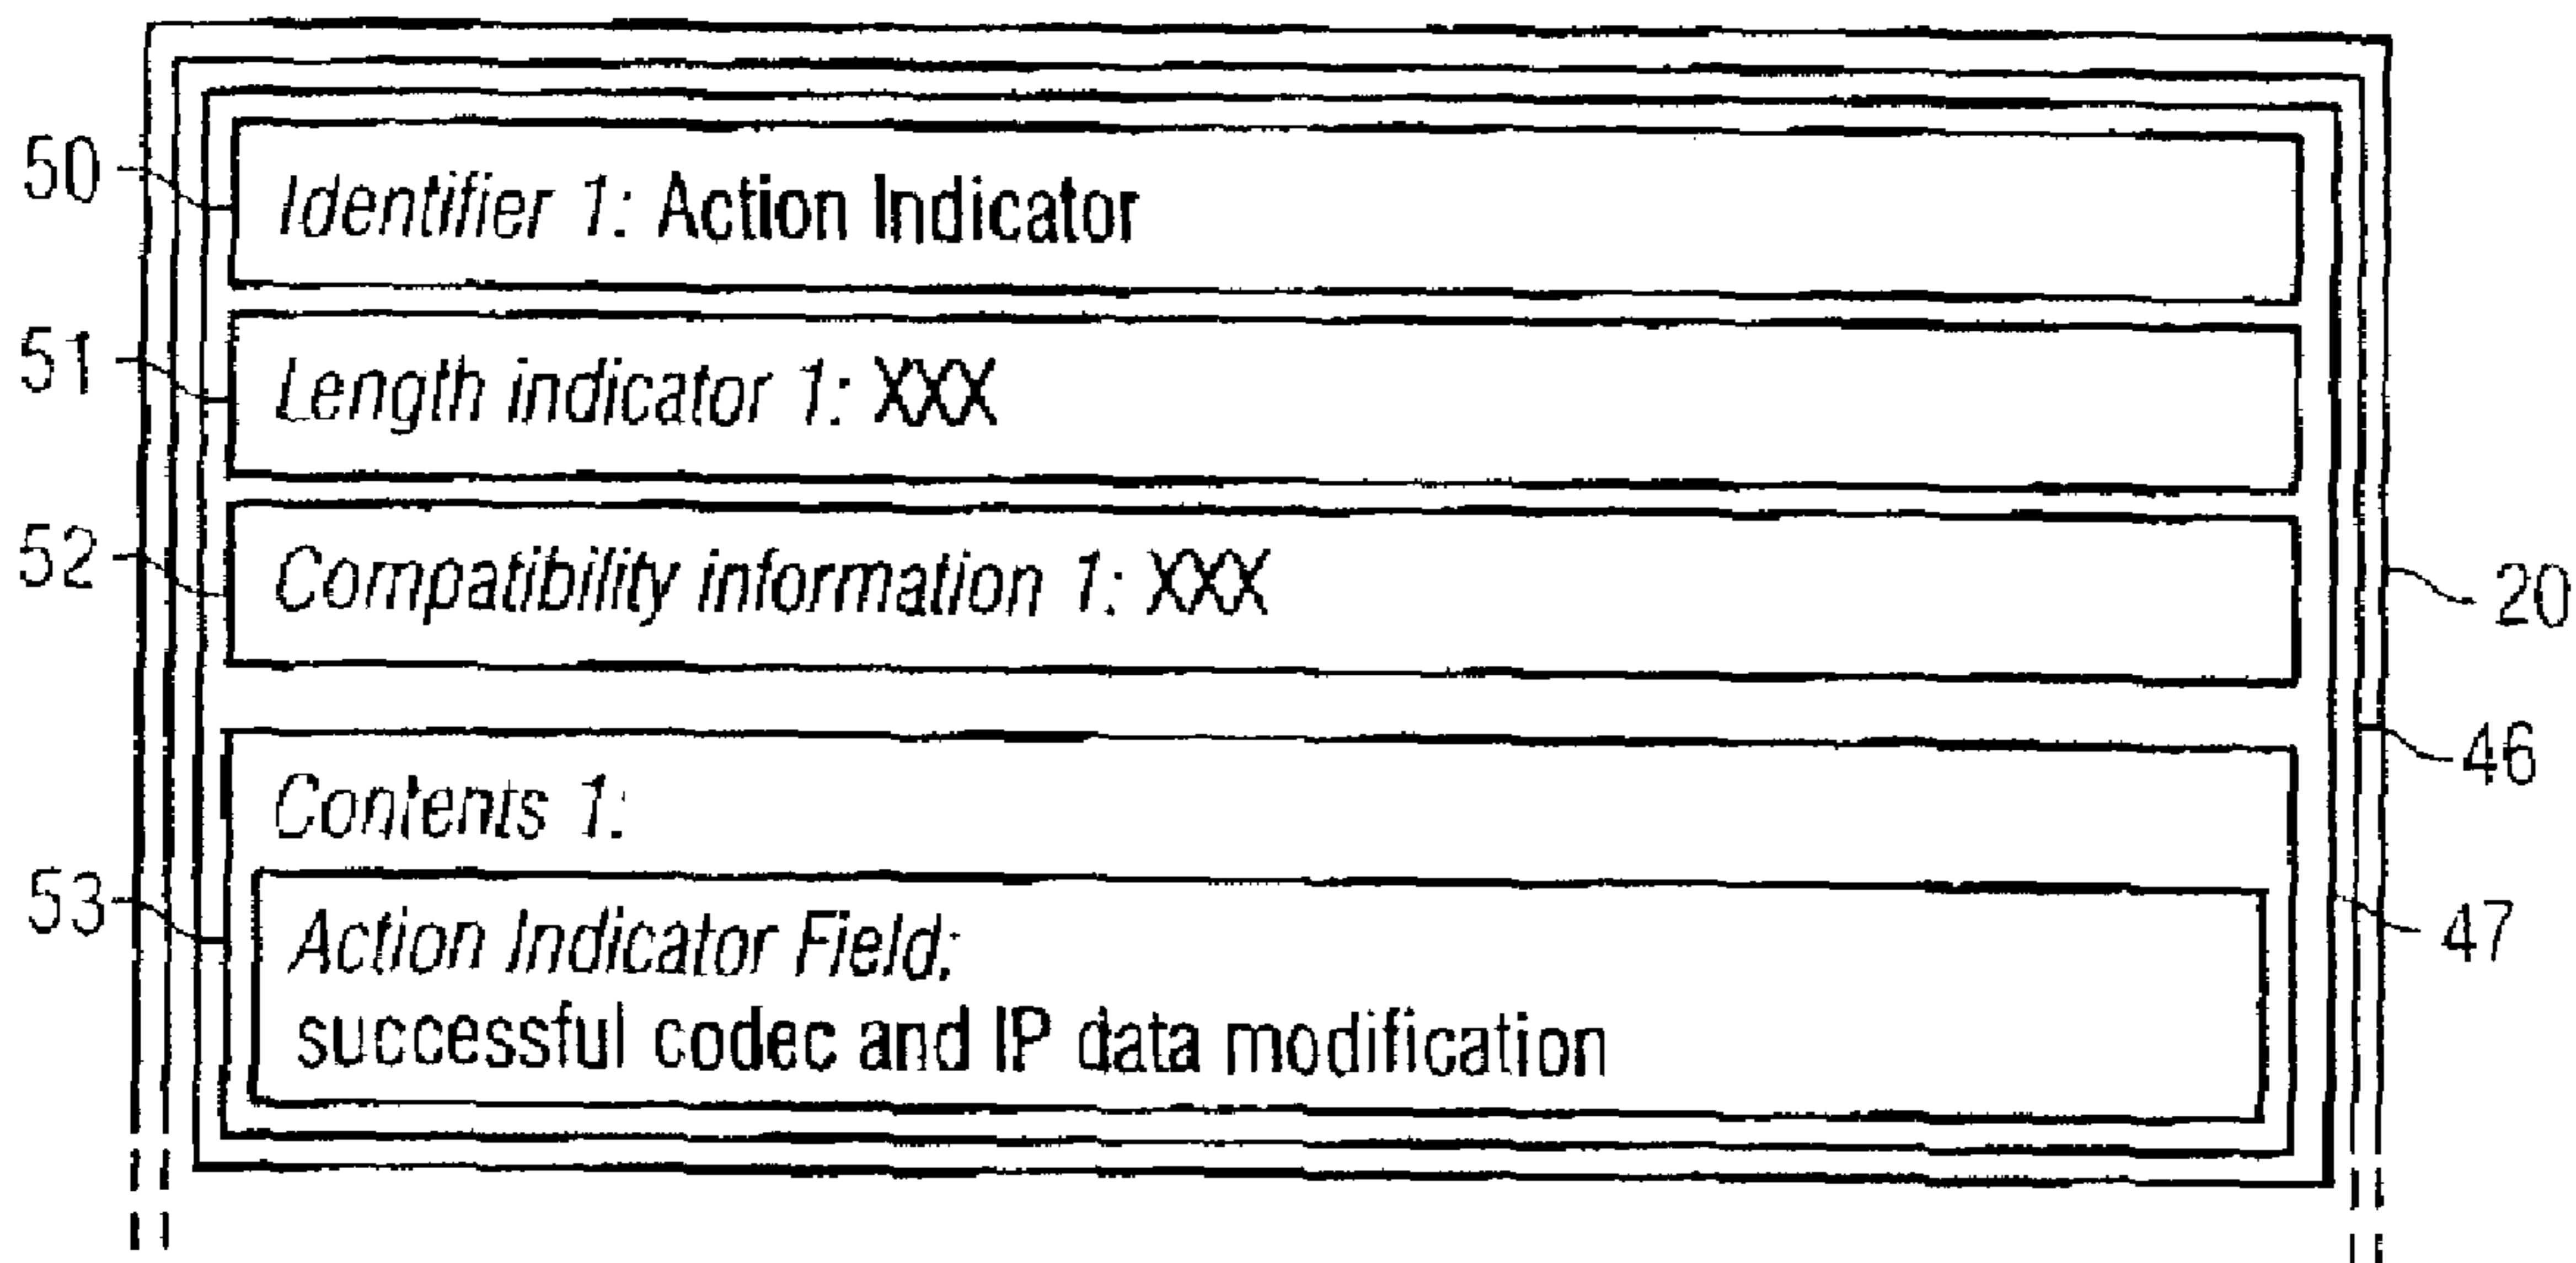 50
Identifier 1: Action Indicator
51
Length indicator 1: XXX
52
Compatibility information 1: XXX
20
46
Contents 1:
53
Action Indicator Field:
47
successful codec and IP data modification